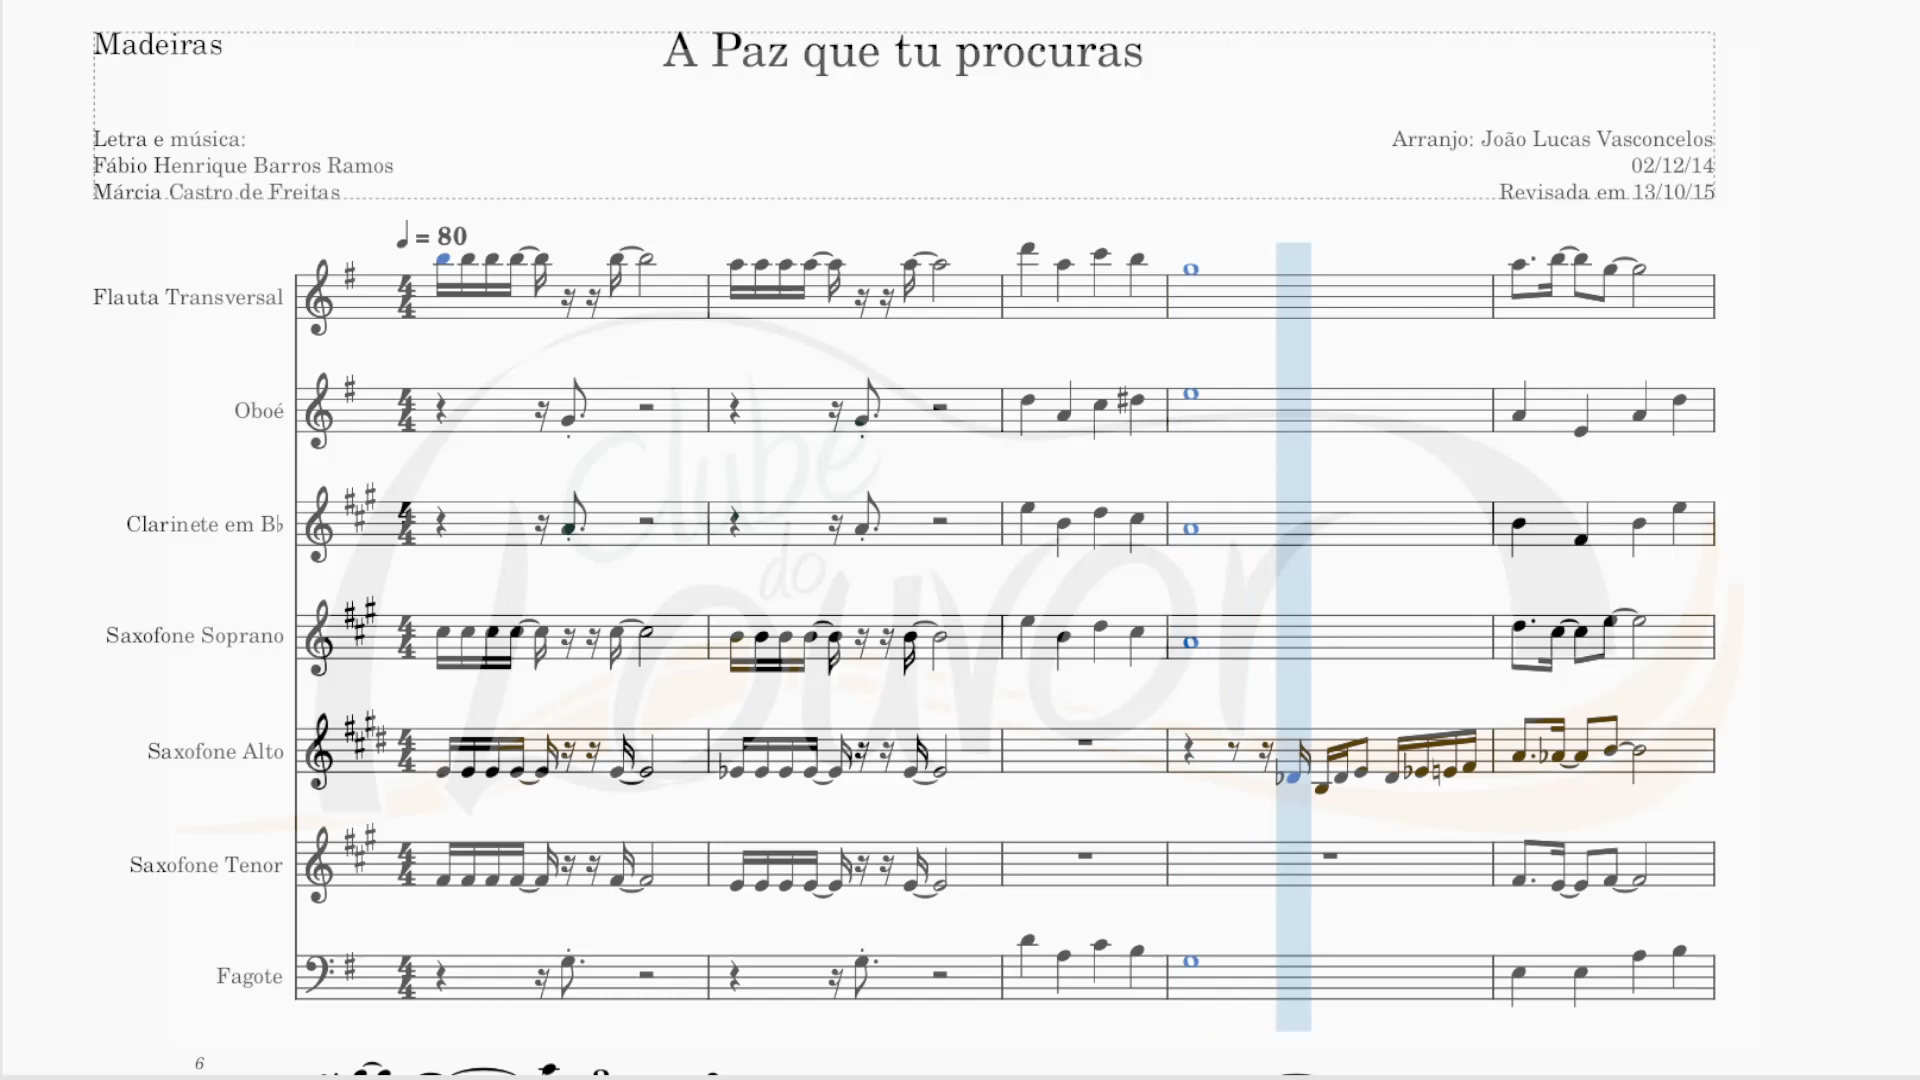 Madeiras
A Paz que tu procuras
Letra e música:
Fábio Henrique Barros Ramos
Márcia Castro de Freitas
Arranjo: João Lucas Vasconcelos
02/12/14
Revisada em 13/10/15
= 80
Flauta Transversal
Oboé
Clarinete em B♭
Saxofone Soprano
Saxofone Alto
Saxofone Tenor
Fagote
Clube
do
Louvor
6